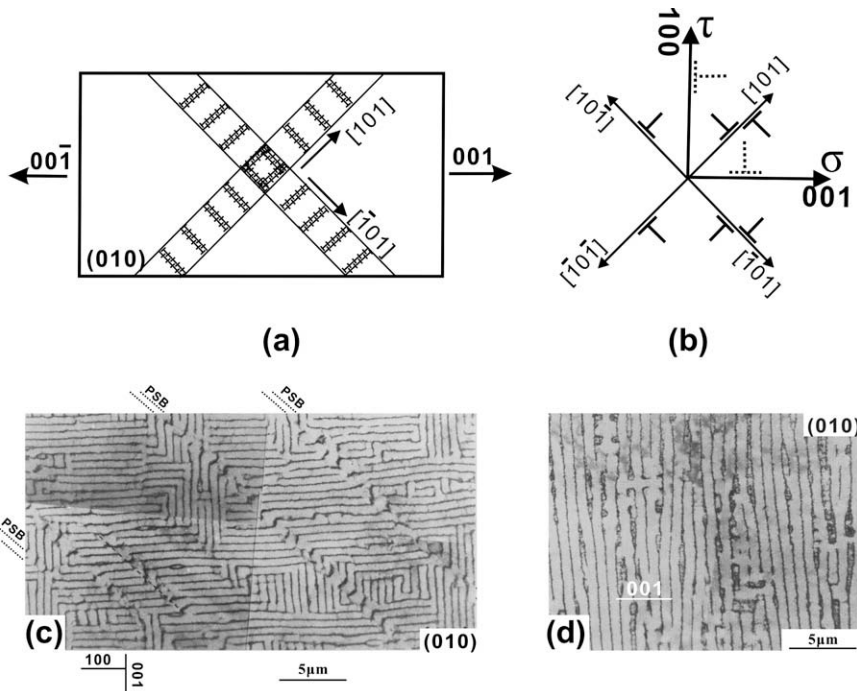 001̄
[101]
001
[1̄01]
(010)
(a)
τ
100
[101̄]
[101]
σ
001
[1̄01̄]
[1̄01]
(b)
PSB
PSB
PSB
(c)
(010)
100
001
5µm
(010)
001
(d)
5µm